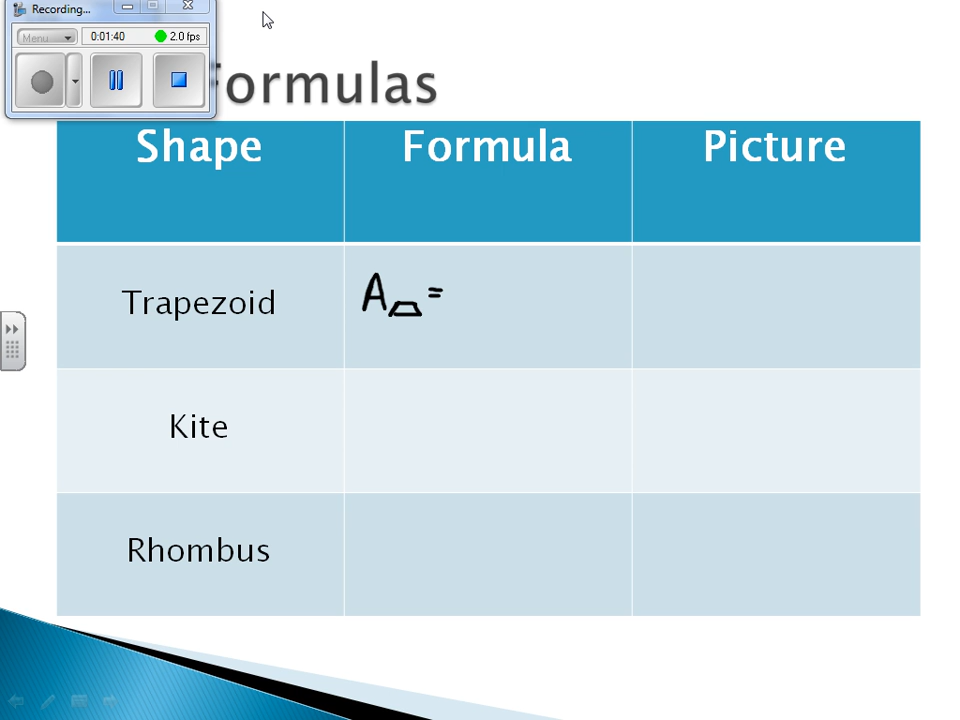 Recording...
Menu 0:01:40 2.0 fps
Formulas
Shape Formula Picture
Trapezoid A⏢ =
Kite
Rhombus